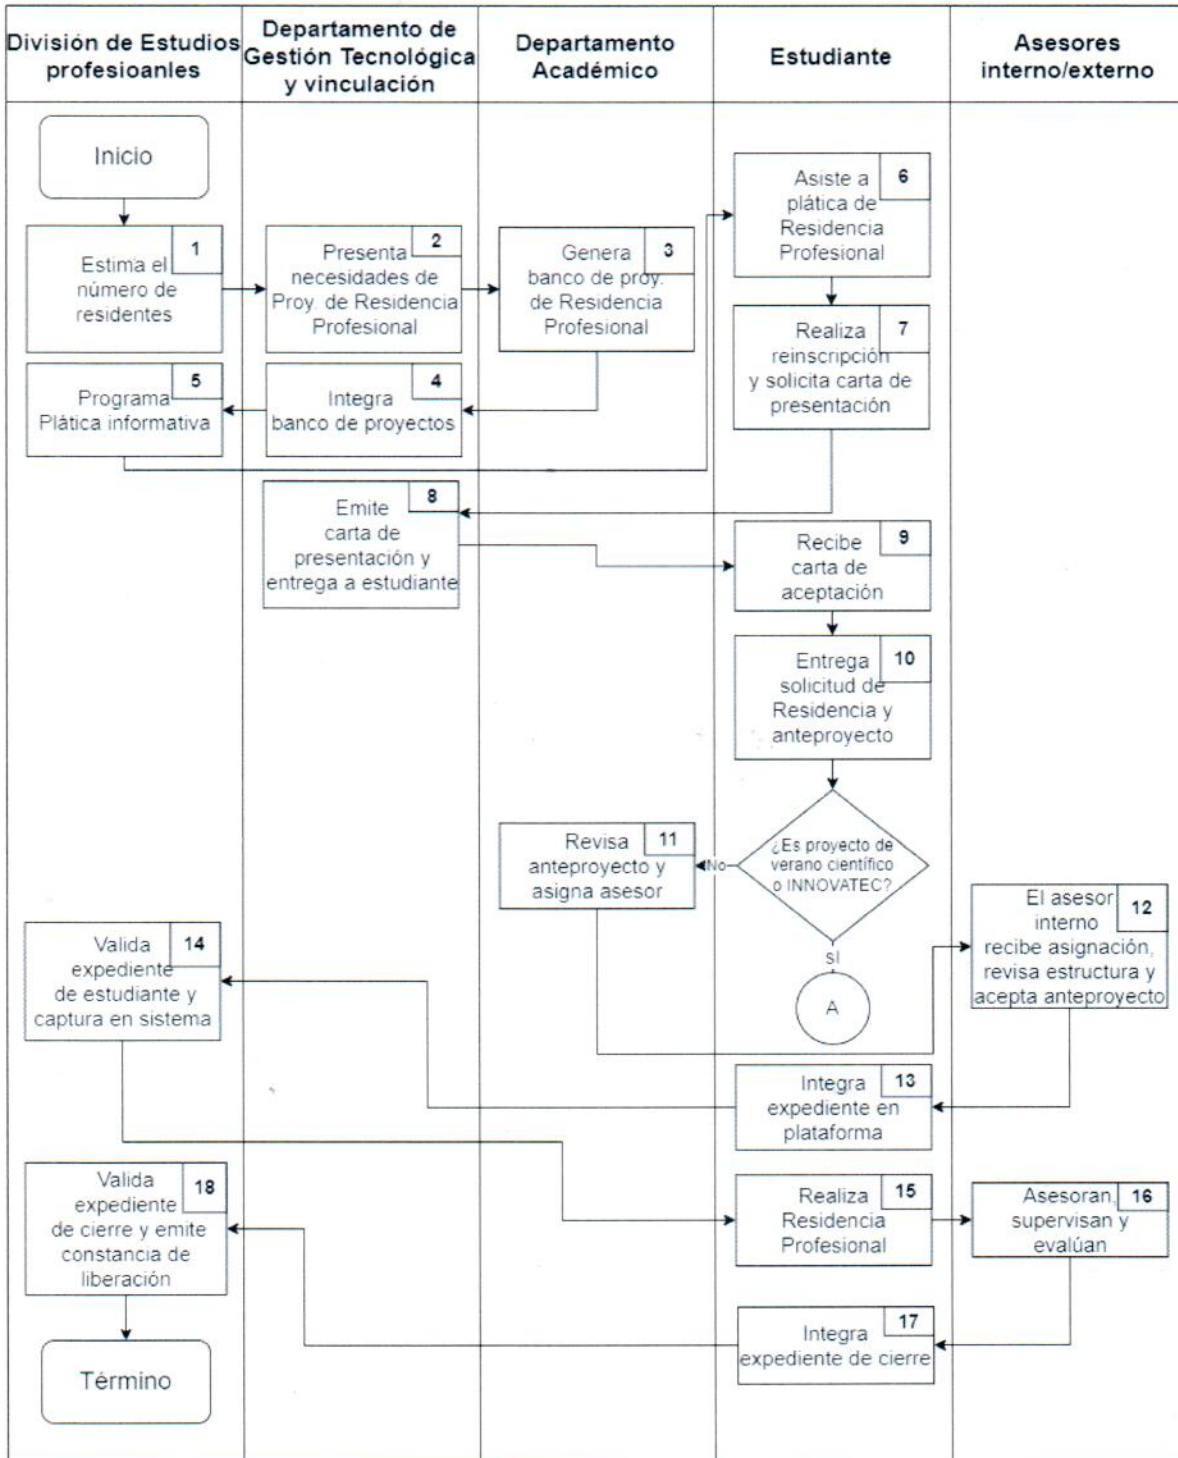 División de Estudios
profesioanles
Departamento de
Gestión Tecnológica
y vinculación
Departamento
Académico
Estudiante
Asesores
interno/externo
Inicio
1
Estima el
número de
residentes
2
Presenta
necesidades de
Proy. de Residencia
Profesional
3
Genera
banco de proy.
de Residencia
Profesional
4
Integra
banco de proyectos
5
Programa
Plática informativa
6
Asiste a
plática de
Residencia
Profesional
7
Realiza
reinscripción
y solicita carta de
presentación
8
Emite
carta de
presentación y
entrega a estudiante
9
Recibe
carta de
aceptación
10
Entrega
solicitud de
Residencia y
anteproyecto
¿Es proyecto de
verano científico
o INNOVATEC?
No
sI
A
11
Revisa
anteproyecto y
asigna asesor
12
El asesor
interno
recibe asignación,
revisa estructura y
acepta anteproyecto
13
Integra
expediente en
plataforma
14
Valida
expediente
de estudiante y
captura en sistema
15
Realiza
Residencia
Profesional
16
Asesoran,
supervisan y
evalúan
17
Integra
expediente de cierre
18
Valida
expediente
de cierre y emite
constancia de
liberación
Término